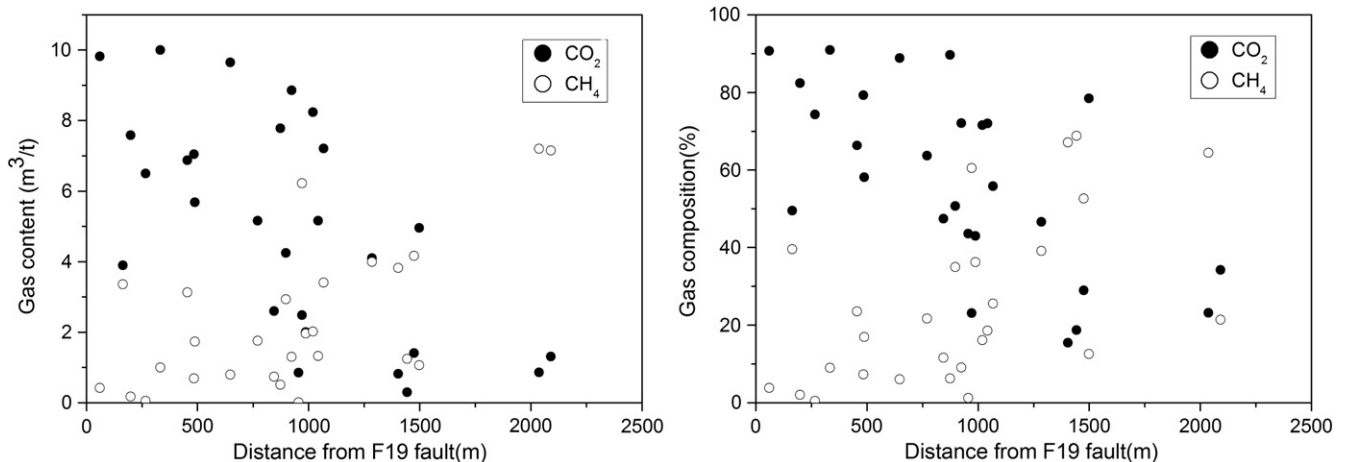 Gas content (m³/t)
10
8
6
4
2
0
0 500 1000 1500 2000 2500
Distance from F19 fault(m)
CO₂
CH₄
Gas composition(%)
100
80
60
40
20
0
0 500 1000 1500 2000 2500
Distance from F19 fault(m)
CO₂
CH₄